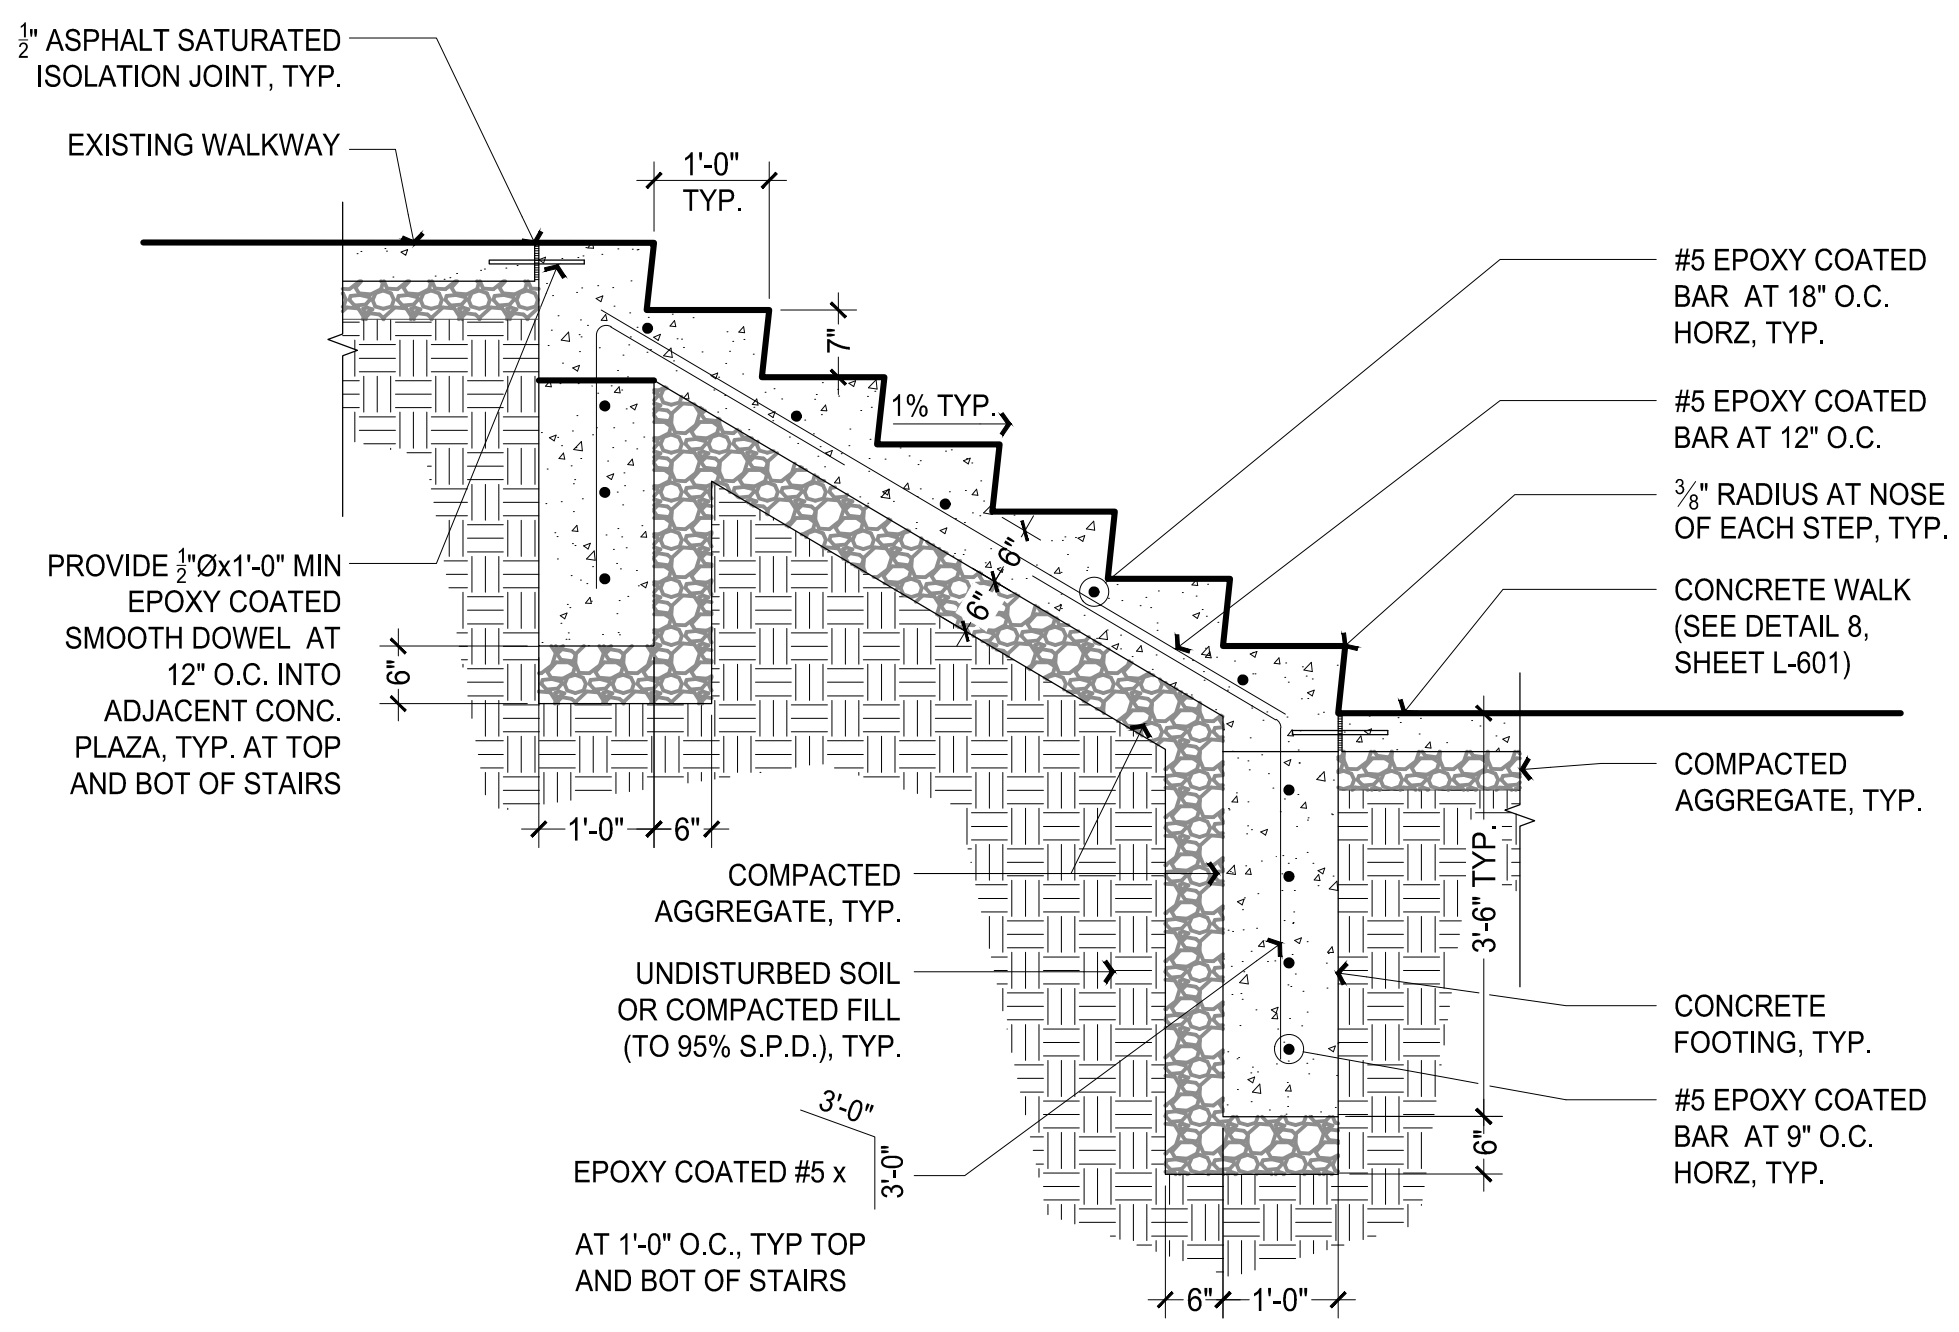 ½" ASPHALT SATURATED
ISOLATION JOINT, TYP.
EXISTING WALKWAY
1'-0"
TYP.
7"
1% TYP.
6"
6"
PROVIDE ½"Øx1'-0" MIN
EPOXY COATED
SMOOTH DOWEL AT
12" O.C. INTO
ADJACENT CONC.
PLAZA, TYP. AT TOP
AND BOT OF STAIRS
6"
1'-0"
6"
COMPACTED
AGGREGATE, TYP.
UNDISTURBED SOIL
OR COMPACTED FILL
(TO 95% S.P.D.), TYP.
3'-0"
EPOXY COATED #5 x
3'-0"
AT 1'-0" O.C., TYP TOP
AND BOT OF STAIRS
#5 EPOXY COATED
BAR AT 18" O.C.
HORZ, TYP.
#5 EPOXY COATED
BAR AT 12" O.C.
⅜" RADIUS AT NOSE
OF EACH STEP, TYP.
CONCRETE WALK
(SEE DETAIL 8,
SHEET L-601)
COMPACTED
AGGREGATE, TYP.
3'-6" TYP.
CONCRETE
FOOTING, TYP.
#5 EPOXY COATED
BAR AT 9" O.C.
HORZ, TYP.
6"
6"
1'-0"